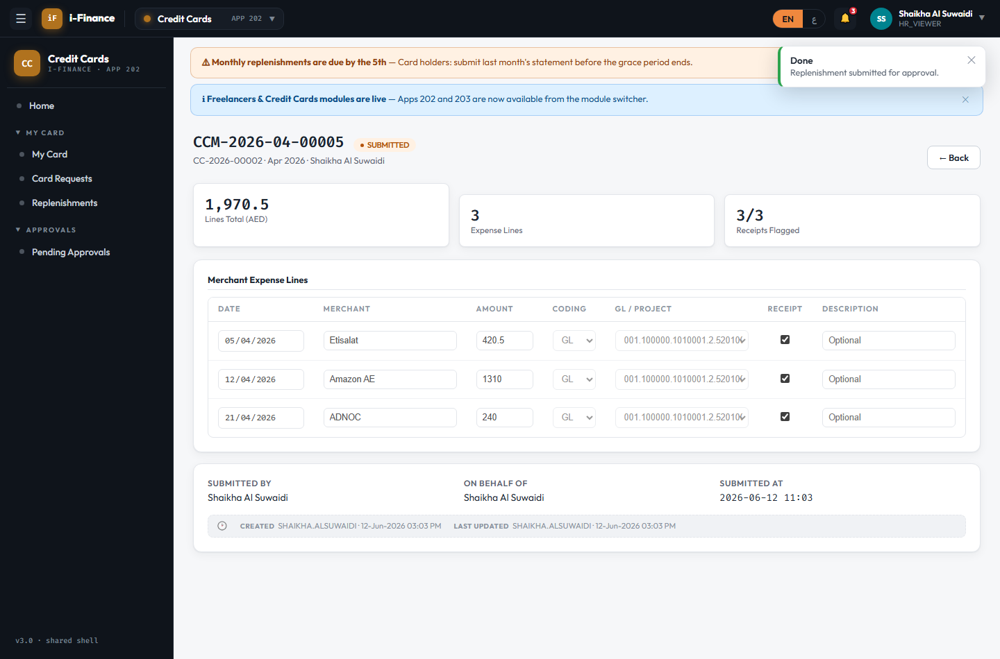 ☰ iF i-Finance Credit Cards APP 202 ▼ EN ع 🔔 3 SS Shaikha Al Suwaidi ▼
HR_VIEWER
CC Credit Cards
I-FINANCE · APP 202
Home
▼ MY CARD
My Card
Card Requests
Replenishments
▼ APPROVALS
Pending Approvals
v3.0 · shared shell
⚠ Monthly replenishments are due by the 5th — Card holders: submit last month's statement before the grace period ends.
Done
Replenishment submitted for approval.
ℹ Freelancers & Credit Cards modules are live — Apps 202 and 203 are now available from the module switcher.
CCM-2026-04-00005 • SUBMITTED
CC-2026-00002 · Apr 2026 · Shaikha Al Suwaidi
← Back
1,970.5
Lines Total (AED)
3
Expense Lines
3/3
Receipts Flagged
Merchant Expense Lines
DATE MERCHANT AMOUNT CODING GL / PROJECT RECEIPT DESCRIPTION
05/04/2026 Etisalat 420.5 GL 001.100000.1010001.2.52010 Optional
12/04/2026 Amazon AE 1310 GL 001.100000.1010001.2.52010 Optional
21/04/2026 ADNOC 240 GL 001.100000.1010001.2.52010 Optional
SUBMITTED BY ON BEHALF OF SUBMITTED AT
Shaikha Al Suwaidi Shaikha Al Suwaidi 2026-06-12 11:03
CREATED SHAIKHA.ALSUWAIDI · 12-Jun-2026 03:03 PM LAST UPDATED SHAIKHA.ALSUWAIDI · 12-Jun-2026 03:03 PM